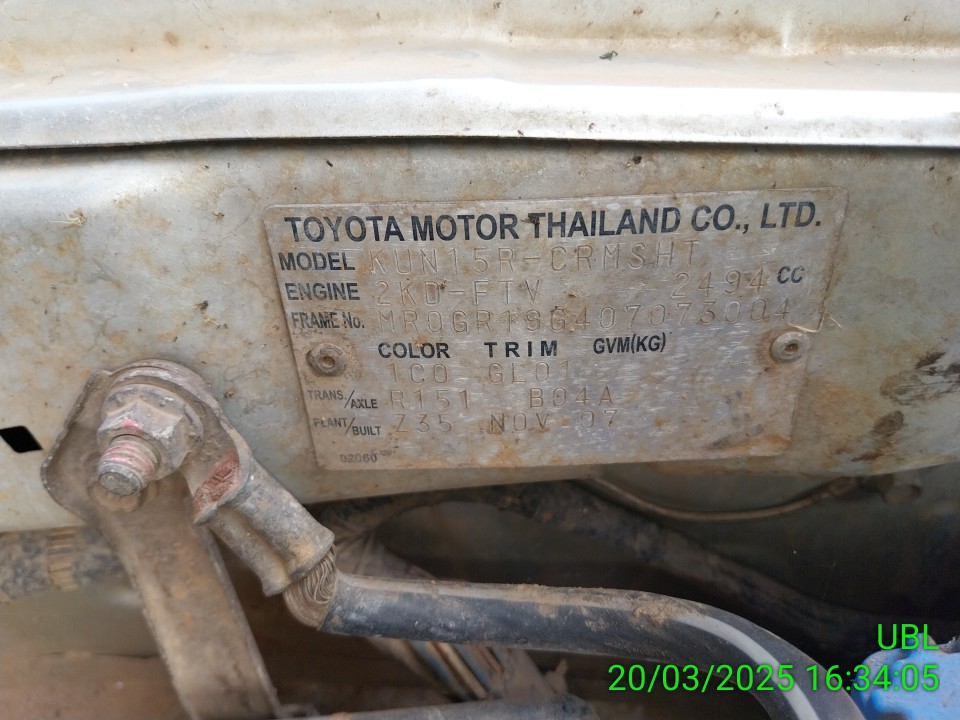 TOYOTA MOTOR THAILAND CO., LTD.
MODEL KUN15R-CRMSHT
ENGINE 2KD-FTV 2494 CC
FRAME No. MR0GR19G407073004
COLOR TRIM GVM(KG)
1C0 GL01
TRANS./AXLE R151 B04A
PLANT/BUILT Z35 NOV 07
02060
UBL
20/03/2025 16:34:05